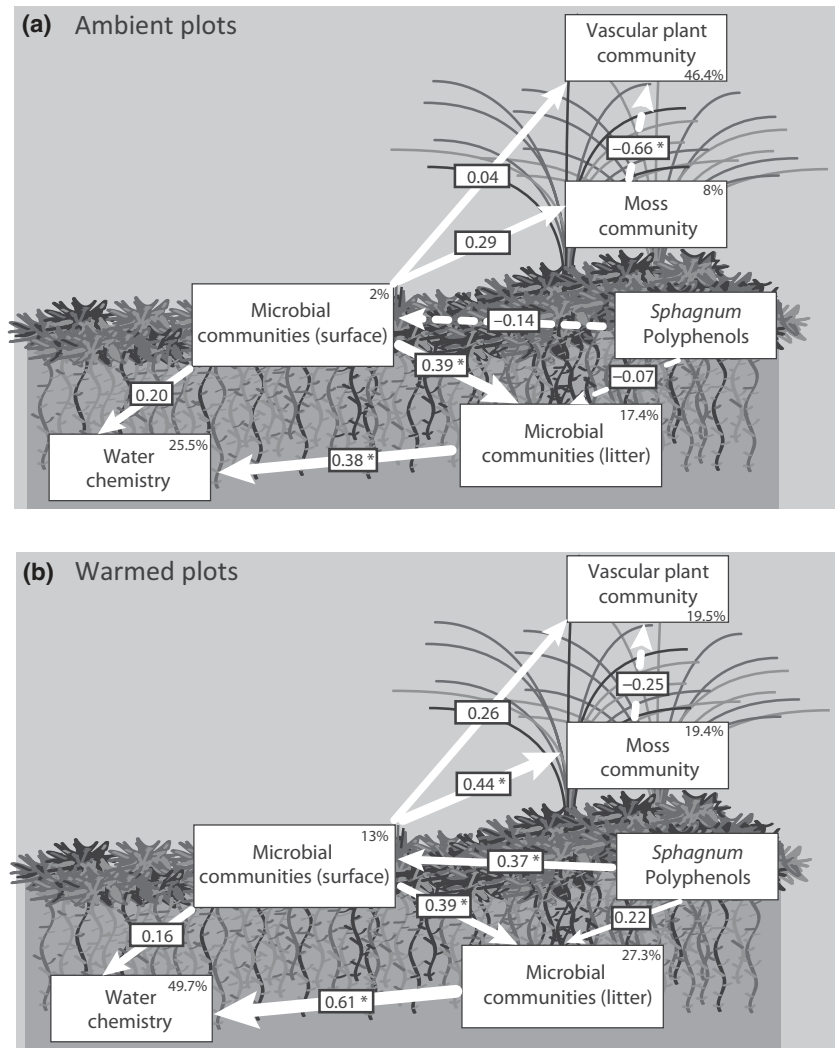 (a) Ambient plots
Vascular plant
community
46.4%
–0.66 *
0.04
8%
Moss
community
0.29
2%
Microbial
communities (surface)
–0.14
Sphagnum
Polyphenols
0.39 *
–0.07
0.20
17.4%
Microbial
communities (litter)
25.5%
Water
chemistry
0.38 *
(b) Warmed plots
Vascular plant
community
19.5%
–0.25
0.26
19.4%
Moss
community
0.44 *
13%
Microbial
communities (surface)
0.37 *
Sphagnum
Polyphenols
0.39 *
0.22
0.16
27.3%
Microbial
communities (litter)
49.7%
Water
chemistry
0.61 *